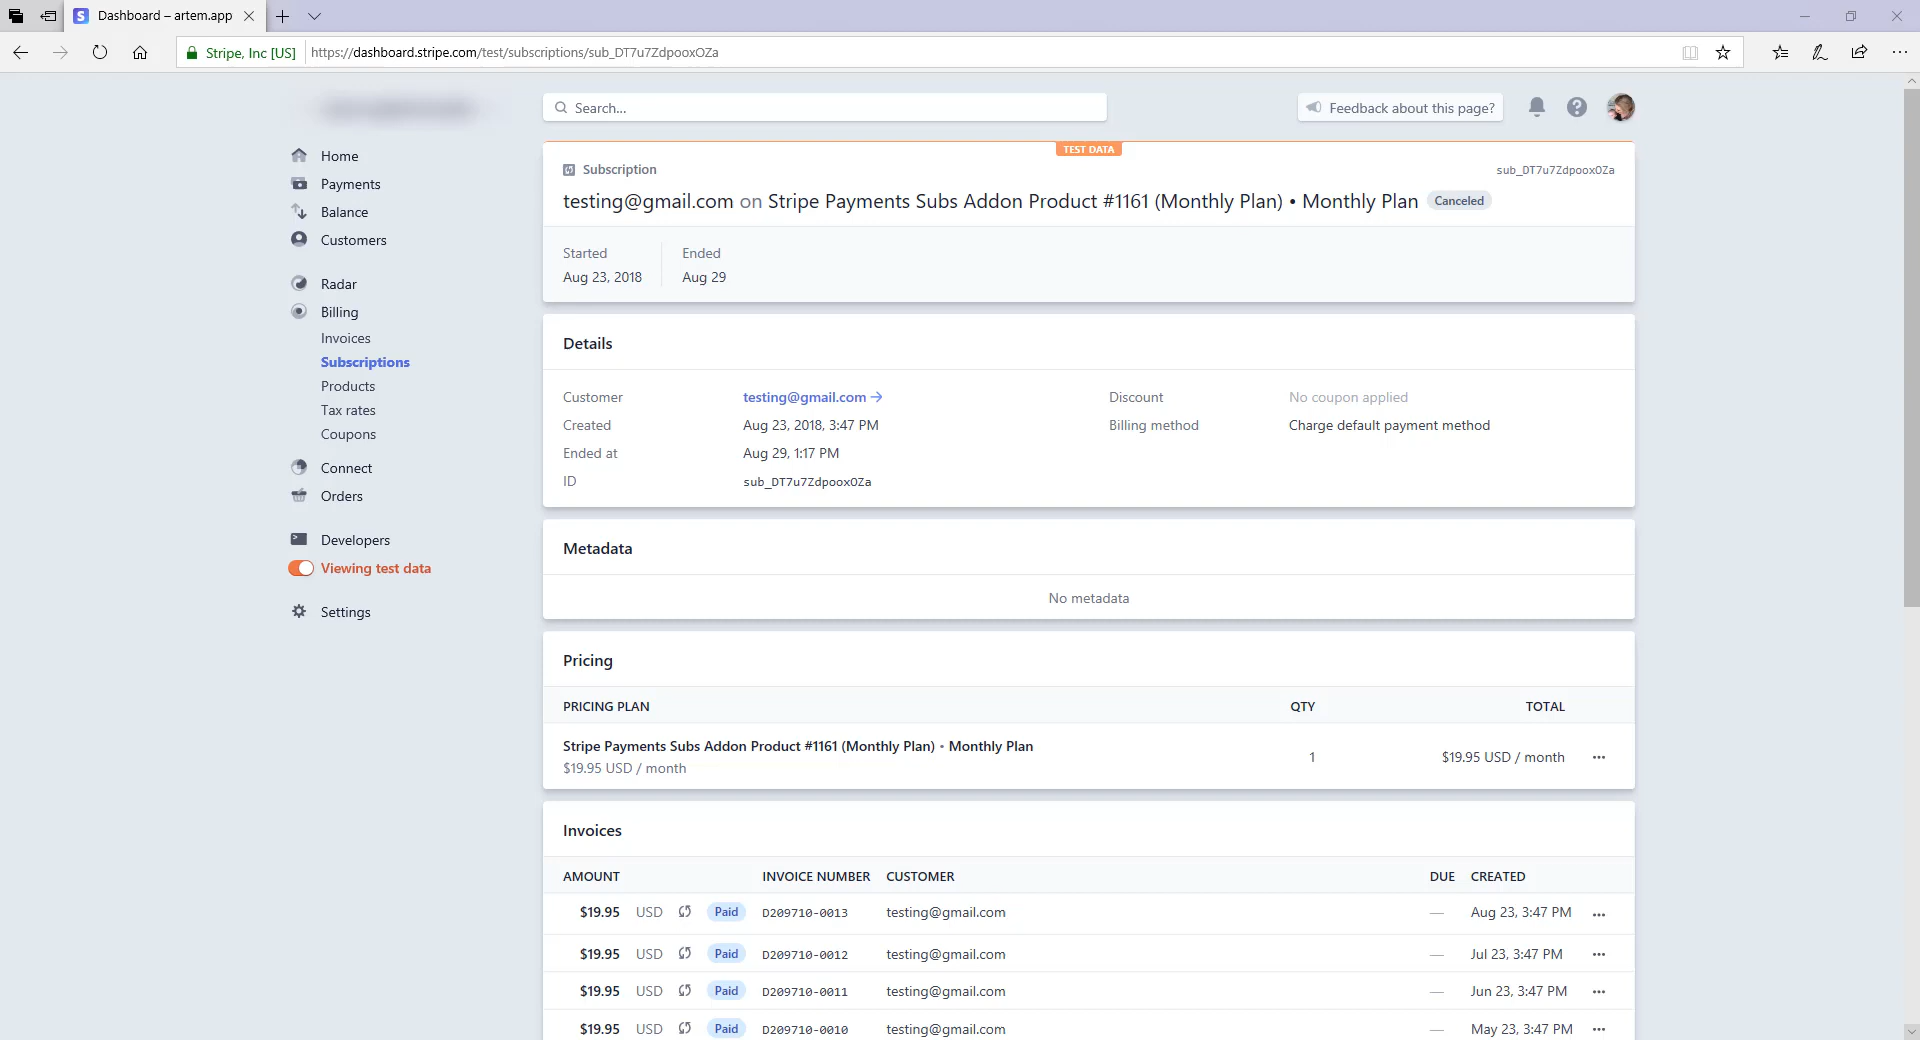 Dashboard – artem.app
Stripe, Inc [US]
https://dashboard.stripe.com/test/subscriptions/sub_DT7u7ZdpooxOZa
Search...
Feedback about this page?
Home
Payments
Balance
Customers
Radar
Billing
Invoices
Subscriptions
Products
Tax rates
Coupons
Connect
Orders
Developers
Viewing test data
Settings
TEST DATA
Subscription
sub_DT7u7ZdpooxOZa
testing@gmail.com on Stripe Payments Subs Addon Product #1161 (Monthly Plan) • Monthly Plan Canceled
Started Ended
Aug 23, 2018 Aug 29
Details
Customer testing@gmail.com → Discount No coupon applied
Created Aug 23, 2018, 3:47 PM Billing method Charge default payment method
Ended at Aug 29, 1:17 PM
ID sub_DT7u7ZdpooxOZa
Metadata
No metadata
Pricing
PRICING PLAN QTY TOTAL
Stripe Payments Subs Addon Product #1161 (Monthly Plan) • Monthly Plan
$19.95 USD / month
1 $19.95 USD / month
Invoices
AMOUNT INVOICE NUMBER CUSTOMER DUE CREATED
$19.95 USD Paid D209710-0013 testing@gmail.com — Aug 23, 3:47 PM
$19.95 USD Paid D209710-0012 testing@gmail.com — Jul 23, 3:47 PM
$19.95 USD Paid D209710-0011 testing@gmail.com — Jun 23, 3:47 PM
$19.95 USD Paid D209710-0010 testing@gmail.com — May 23, 3:47 PM